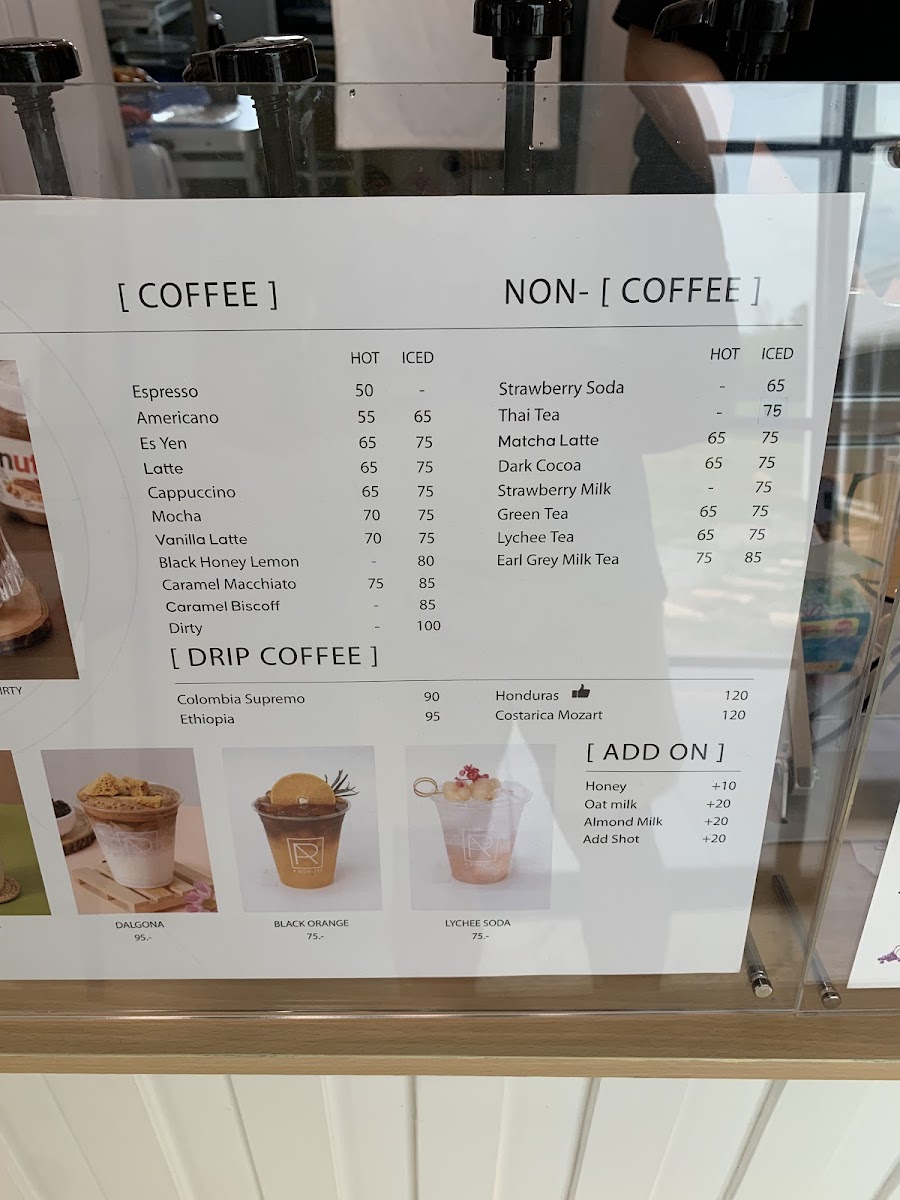 [ COFFEE ]
HOT ICED
Espresso 50 -
Americano 55 65
Es Yen 65 75
Latte 65 75
Cappuccino 65 75
Mocha 70 75
Vanilla Latte 70 75
Black Honey Lemon - 80
Caramel Macchiato 75 85
Caramel Biscoff - 85
Dirty - 100
NON- [ COFFEE ]
HOT ICED
Strawberry Soda - 65
Thai Tea - 75
Matcha Latte 65 75
Dark Cocoa 65 75
Strawberry Milk - 75
Green Tea 65 75
Lychee Tea 65 75
Earl Grey Milk Tea 75 85
[ DRIP COFFEE ]
Colombia Supremo 90
Ethiopia 95
Honduras 120
Costarica Mozart 120
[ ADD ON ]
Honey +10
Oat milk +20
Almond Milk +20
Add Shot +20
nut
IRTY
DALGONA
95.-
BLACK ORANGE
75.-
LYCHEE SODA
75.-